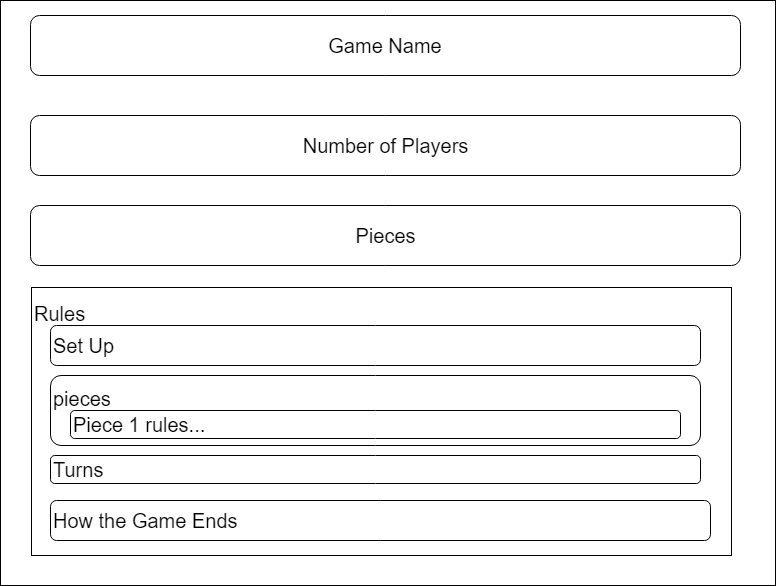 Game Name
Number of Players
Pieces
Rules
Set Up
pieces
Piece 1 rules...
Turns
How the Game Ends